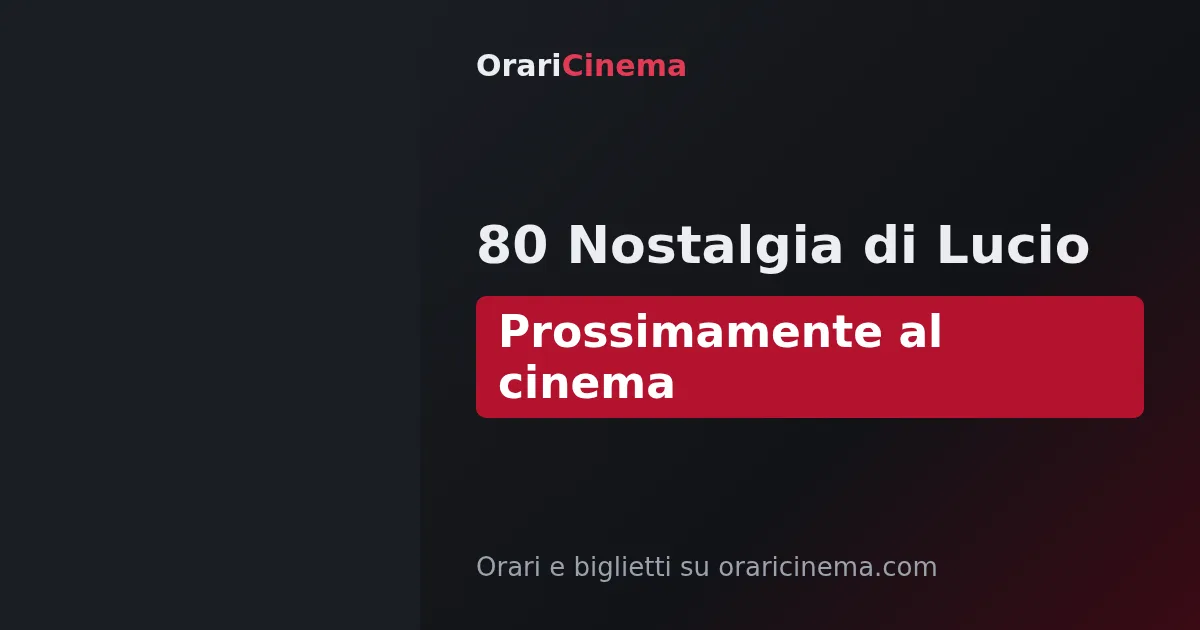 OrariCinema
80 Nostalgia di Lucio
Prossimamente al
cinema
Orari e biglietti su oraricinema.com